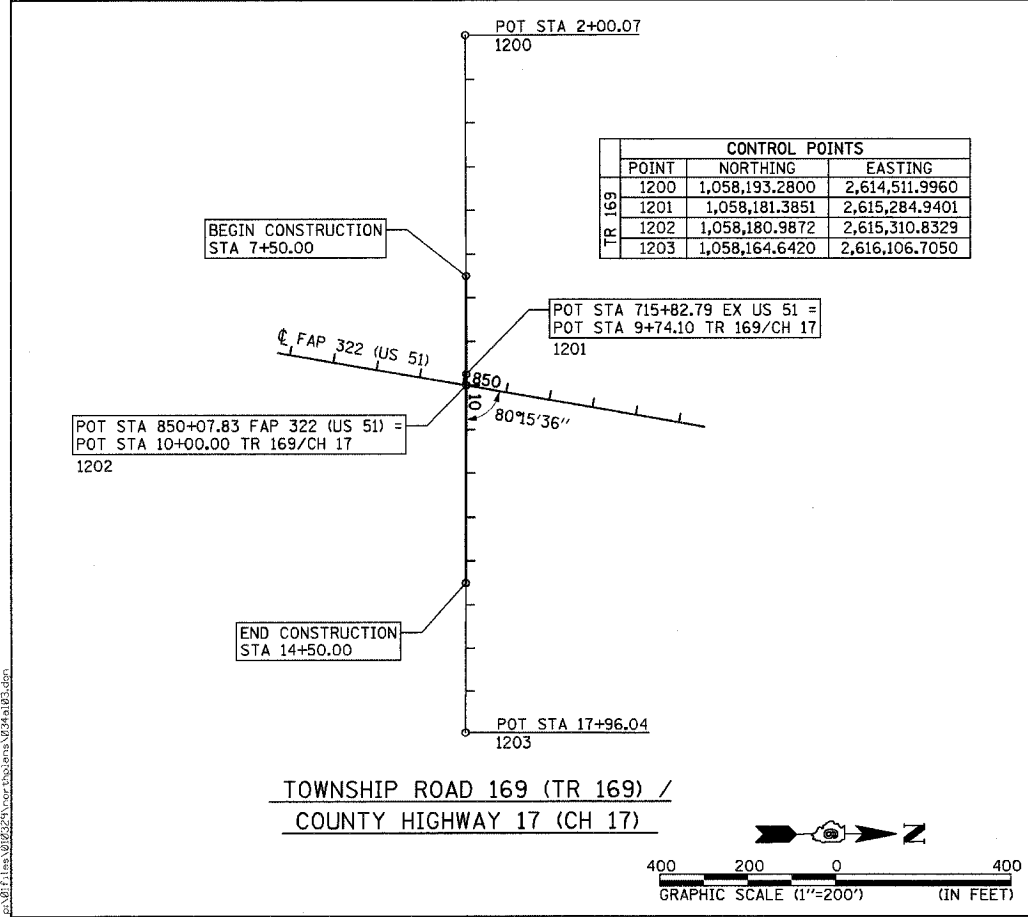 POT STA 2+00.07
1200
CONTROL POINTS
POINT NORTHING EASTING
TR 169
1200 1,058,193.2800 2,614,511.9960
1201 1,058,181.3851 2,615,284.9401
1202 1,058,180.9872 2,615,310.8329
1203 1,058,164.6420 2,616,106.7050
BEGIN CONSTRUCTION
STA 7+50.00
POT STA 715+82.79 EX US 51 =
POT STA 9+74.10 TR 169/CH 17
1201
℄ FAP 322 (US 51)
850
10
80°15'36"
POT STA 850+07.83 FAP 322 (US 51) =
POT STA 10+00.00 TR 169/CH 17
1202
END CONSTRUCTION
STA 14+50.00
POT STA 17+96.04
1203
TOWNSHIP ROAD 169 (TR 169) /
COUNTY HIGHWAY 17 (CH 17)
N
400 200 0 400
GRAPHIC SCALE (1"=200') (IN FEET)